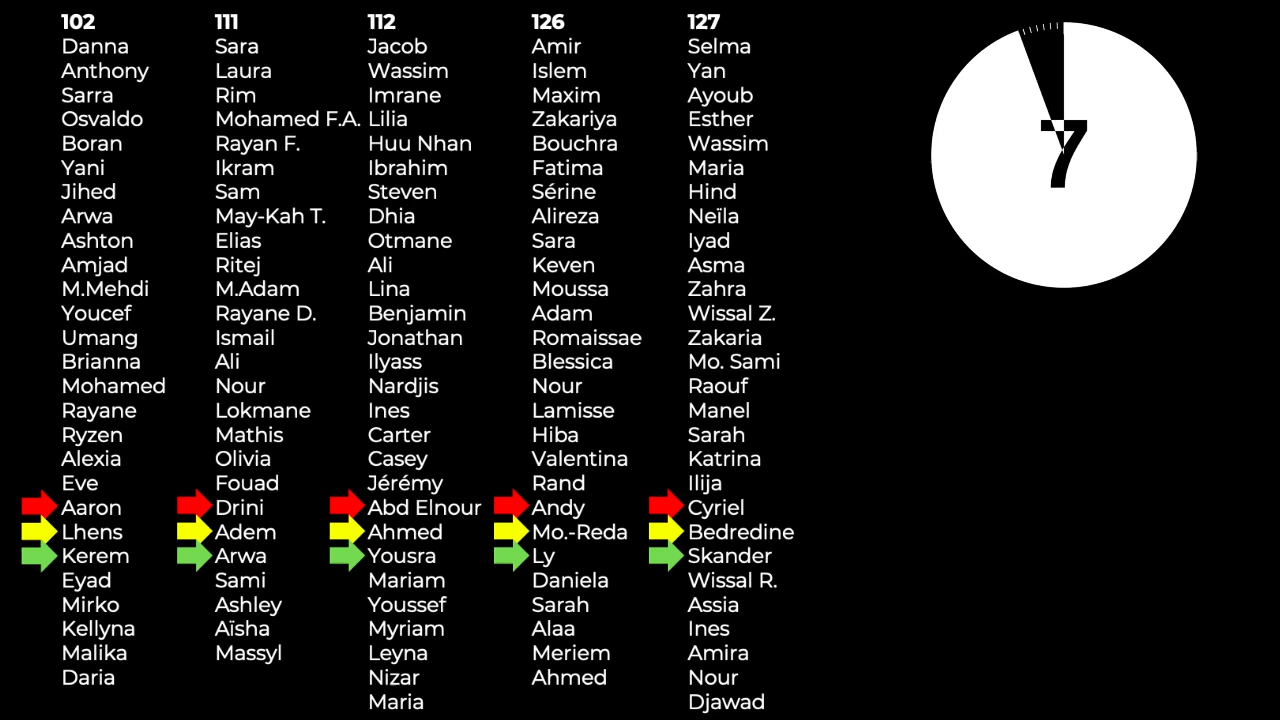 102
Danna
Anthony
Sarra
Osvaldo
Boran
Yani
Jihed
Arwa
Ashton
Amjad
M.Mehdi
Youcef
Umang
Brianna
Mohamed
Rayane
Ryzen
Alexia
Eve
Aaron
Lhens
Kerem
Eyad
Mirko
Kellyna
Malika
Daria
111
Sara
Laura
Rim
Mohamed F.A.
Rayan F.
Ikram
Sam
May-Kah T.
Elias
Ritej
M.Adam
Rayane D.
Ismail
Ali
Nour
Lokmane
Mathis
Olivia
Fouad
Drini
Adem
Arwa
Sami
Ashley
Aïsha
Massyl
112
Jacob
Wassim
Imrane
Lilia
Huu Nhan
Ibrahim
Steven
Dhia
Otmane
Ali
Lina
Benjamin
Jonathan
Ilyass
Nardjis
Ines
Carter
Casey
Jérémy
Abd Elnour
Ahmed
Yousra
Mariam
Youssef
Myriam
Leyna
Nizar
Maria
126
Amir
Islem
Maxim
Zakariya
Bouchra
Fatima
Sérine
Alireza
Sara
Keven
Moussa
Adam
Romaissae
Blessica
Nour
Lamisse
Hiba
Valentina
Rand
Andy
Mo.-Reda
Ly
Daniela
Sarah
Alaa
Meriem
Ahmed
127
Selma
Yan
Ayoub
Esther
Wassim
Maria
Hind
Neïla
Iyad
Asma
Zahra
Wissal Z.
Zakaria
Mo. Sami
Raouf
Manel
Sarah
Katrina
Ilija
Cyriel
Bedredine
Skander
Wissal R.
Assia
Ines
Amira
Nour
Djawad
7